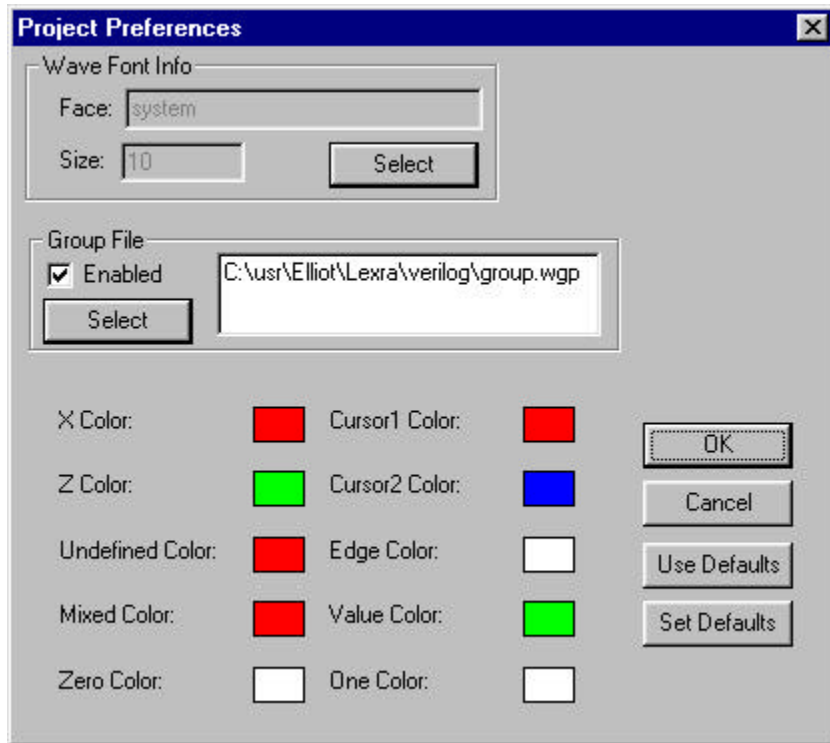 Project Preferences
Wave Font Info
Face: system
Size: 10 Select
Group File
Enabled C:\usr\Elliot\Lexra\verilog\group.wgp
Select
X Color: Cursor1 Color:
OK
Z Color: Cursor2 Color:
Cancel
Undefined Color: Edge Color:
Use Defaults
Mixed Color: Value Color:
Set Defaults
Zero Color: One Color: